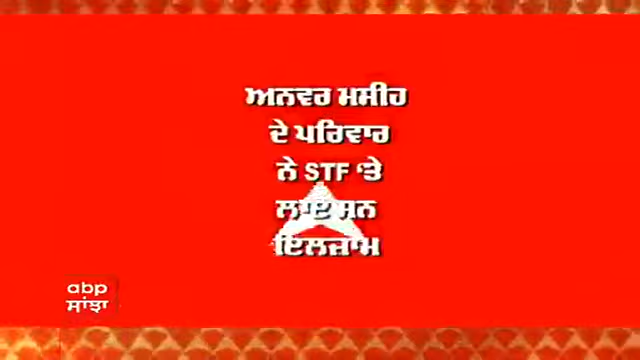 ਅਨਵਰ ਮਸੀਹ
ਦੇ ਪਰਿਵਾਰ
ਨੇ STF 'ਤੇ
ਲਾਏ ਸਨ
ਇਲਜ਼ਾਮ
abp
ਸਾਂਝਾ